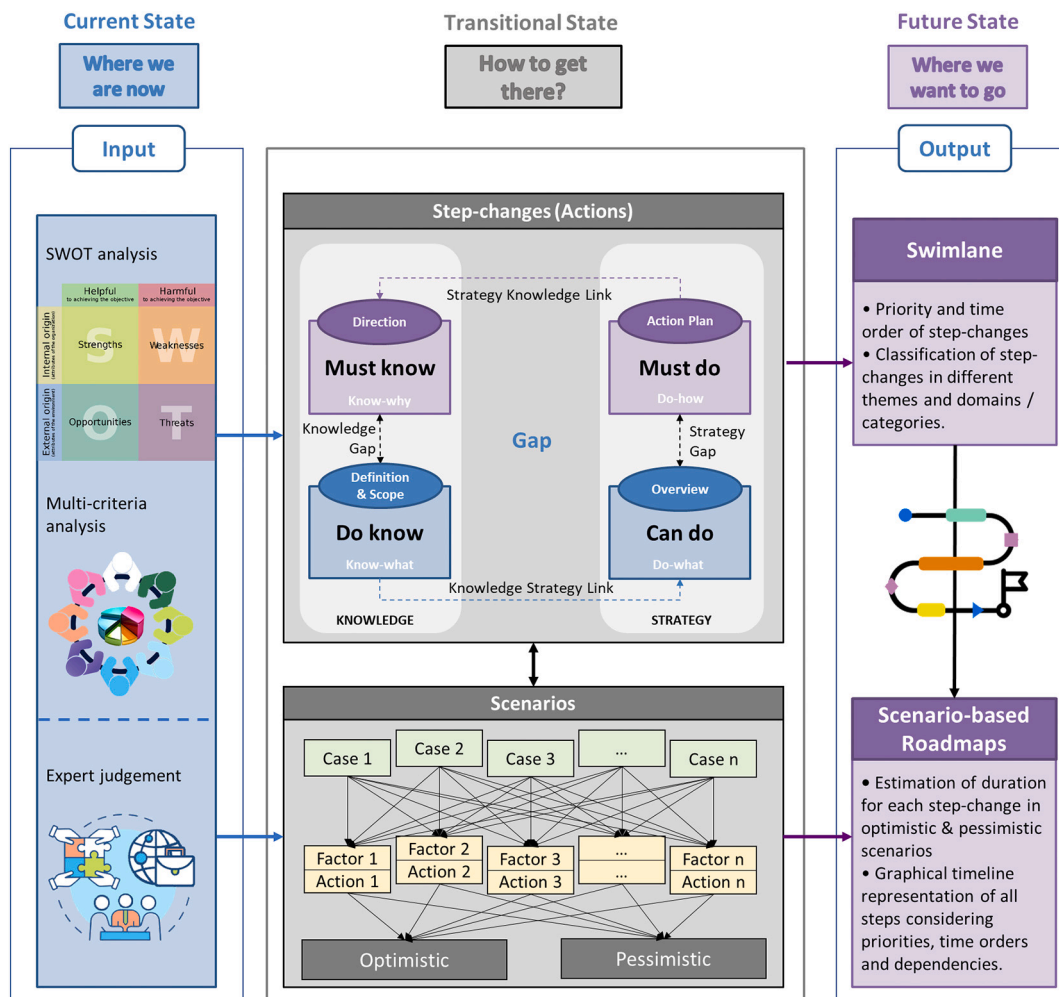 Current State
Transitional State
Future State
Where we
are now
How to get
there?
Where we
want to go
Input
Output
SWOT analysis
Helpful
to achieving the objective
Harmful
to achieving the objective
Internal origin
S
Strengths
W
Weaknesses
External origin
O
Opportunities
T
Threats
Multi-criteria
analysis
Expert judgement
Step-changes (Actions)
Strategy Knowledge Link
Direction
Must know
Know-why
Action Plan
Must do
Do-how
Knowledge
Gap
Gap
Strategy
Gap
Definition
& Scope
Do know
Know-what
Overview
Can do
Do-what
Knowledge Strategy Link
KNOWLEDGE
STRATEGY
Scenarios
Case 1
Case 2
Case 3
...
Case n
Factor 1
Action 1
Factor 2
Action 2
Factor 3
Action 3
...
...
Factor n
Action n
Optimistic
Pessimistic
Swimlane
• Priority and time
order of step-changes
• Classification of step-
changes in different
themes and domains /
categories.
Scenario-based
Roadmaps
• Estimation of duration
for each step-change in
optimistic & pessimistic
scenarios
• Graphical timeline
representation of all
steps considering
priorities, time orders
and dependencies.